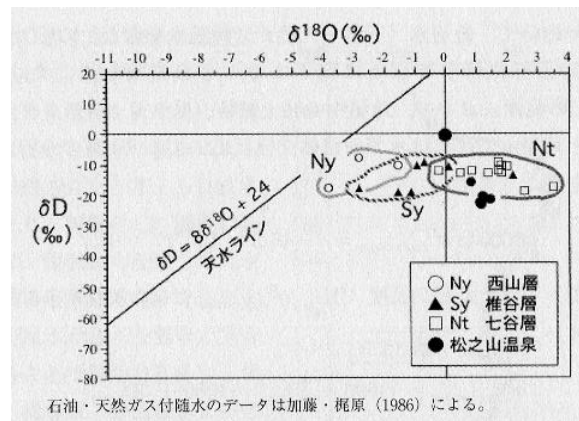 δ¹⁸O(‰)
-11 -10 -9 -8 -7 -6 -5 -4 -3 -2 -1 0 1 2 3 4
20
10
0
-10
-20
-30
-40
-50
-60
-70
-80
δD
(‰)
Ny
Sy
Nt
δD = 8δ¹⁸O + 24
天水ライン
○ Ny 西山層
▲ Sy 椎谷層
□ Nt 七谷層
● 松之山温泉
石油・天然ガス付随水のデータは加藤・梶原(1986)による。